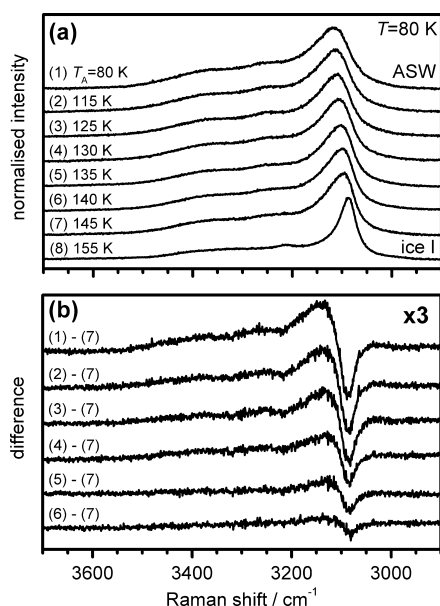 (a)
T=80 K
(1) T_A=80 K
ASW
(2) 115 K
(3) 125 K
(4) 130 K
(5) 135 K
(6) 140 K
(7) 145 K
(8) 155 K
ice I
normalised intensity
(b)
x3
(1) - (7)
(2) - (7)
(3) - (7)
(4) - (7)
(5) - (7)
(6) - (7)
difference
3600 3400 3200 3000
Raman shift / cm⁻¹